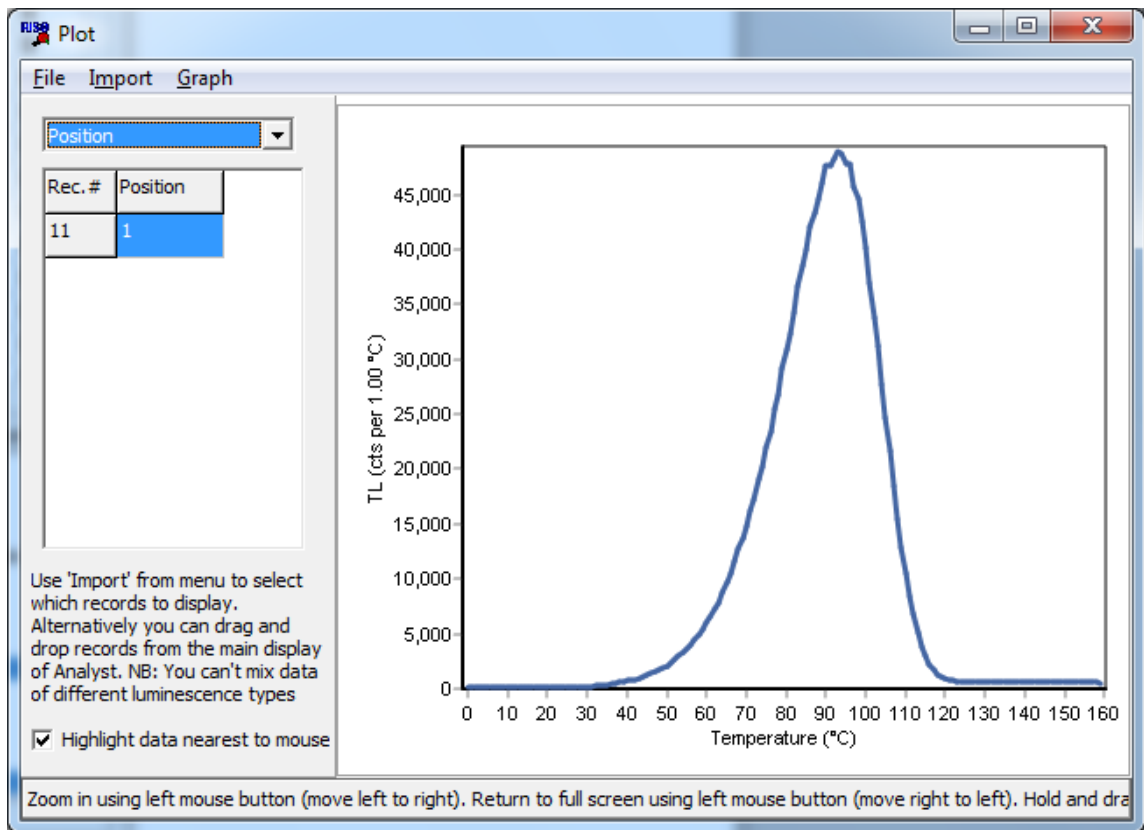 RISØ Plot
File Import Graph
Position
Rec. # Position
11 1
Use 'Import' from menu to select
which records to display.
Alternatively you can drag and
drop records from the main display
of Analyst. NB: You can't mix data
of different luminescence types
Highlight data nearest to mouse
TL (cts per 1.00 °C)
45,000
40,000
35,000
30,000
25,000
20,000
15,000
10,000
5,000
0
0 10 20 30 40 50 60 70 80 90 100 110 120 130 140 150 160
Temperature (°C)
Zoom in using left mouse button (move left to right). Return to full screen using left mouse button (move right to left). Hold and dra